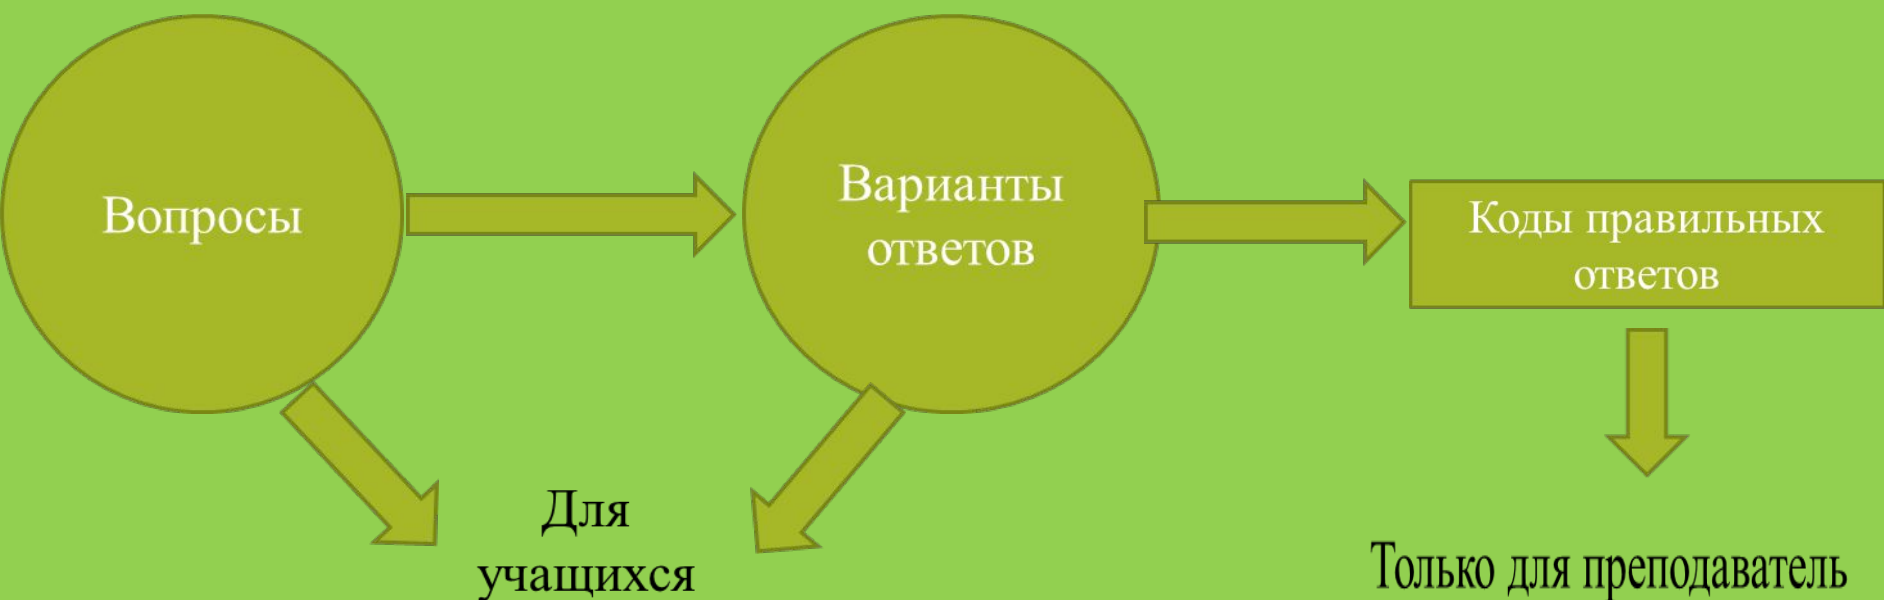 Вопросы
Варианты
ответов
Коды правильных
ответов
Для
учащихся
Только для преподаватель